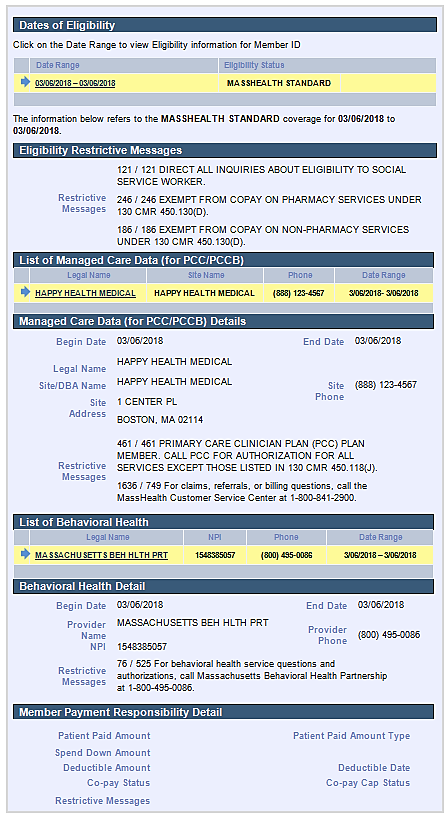 Dates of Eligibility
Click on the Date Range to view Eligibility information for Member ID
Date Range Eligibility Status
03/06/2018 – 03/06/2018 MASSHEALTH STANDARD
The information below refers to the MASSHEALTH STANDARD coverage for 03/06/2018 to
03/06/2018.
Eligibility Restrictive Messages
121 / 121 DIRECT ALL INQUIRIES ABOUT ELIGIBILITY TO SOCIAL
SERVICE WORKER.
Restrictive
Messages
246 / 246 EXEMPT FROM COPAY ON PHARMACY SERVICES UNDER
130 CMR 450.130(D).
186 / 186 EXEMPT FROM COPAY ON NON-PHARMACY SERVICES
UNDER 130 CMR 450.130(D).
List of Managed Care Data (for PCC/PCCB)
Legal Name Site Name Phone Date Range
HAPPY HEALTH MEDICAL HAPPY HEALTH MEDICAL (888) 123-4567 3/06/2018- 3/06/2018
Managed Care Data (for PCC/PCCB) Details
Begin Date 03/06/2018 End Date 03/06/2018
Legal Name HAPPY HEALTH MEDICAL
Site/DBA Name HAPPY HEALTH MEDICAL Site
Phone (888) 123-4567
Site
Address 1 CENTER PL
BOSTON, MA 02114
461 / 461 PRIMARY CARE CLINICIAN PLAN (PCC) PLAN
MEMBER. CALL PCC FOR AUTHORIZATION FOR ALL
SERVICES EXCEPT THOSE LISTED IN 130 CMR 450.118(J).
Restrictive
Messages
1636 / 749 For claims, referrals, or billing questions, call the
MassHealth Customer Service Center at 1-800-841-2900.
List of Behavioral Health
Legal Name NPI Phone Date Range
MASSACHUSETTS BEH HLTH PRT 1548385057 (800) 495-0086 3/06/2018 – 3/06/2018
Behavioral Health Detail
Begin Date 03/06/2018 End Date 03/06/2018
Provider
Name MASSACHUSETTS BEH HLTH PRT Provider
Phone (800) 495-0086
NPI 1548385057
Restrictive
Messages
76 / 525 For behavioral health service questions and
authorizations, call Massachusetts Behavioral Health Partnership
at 1-800-495-0086.
Member Payment Responsibility Detail
Patient Paid Amount Patient Paid Amount Type
Spend Down Amount
Deductible Amount Deductible Date
Co-pay Status Co-pay Cap Status
Restrictive Messages